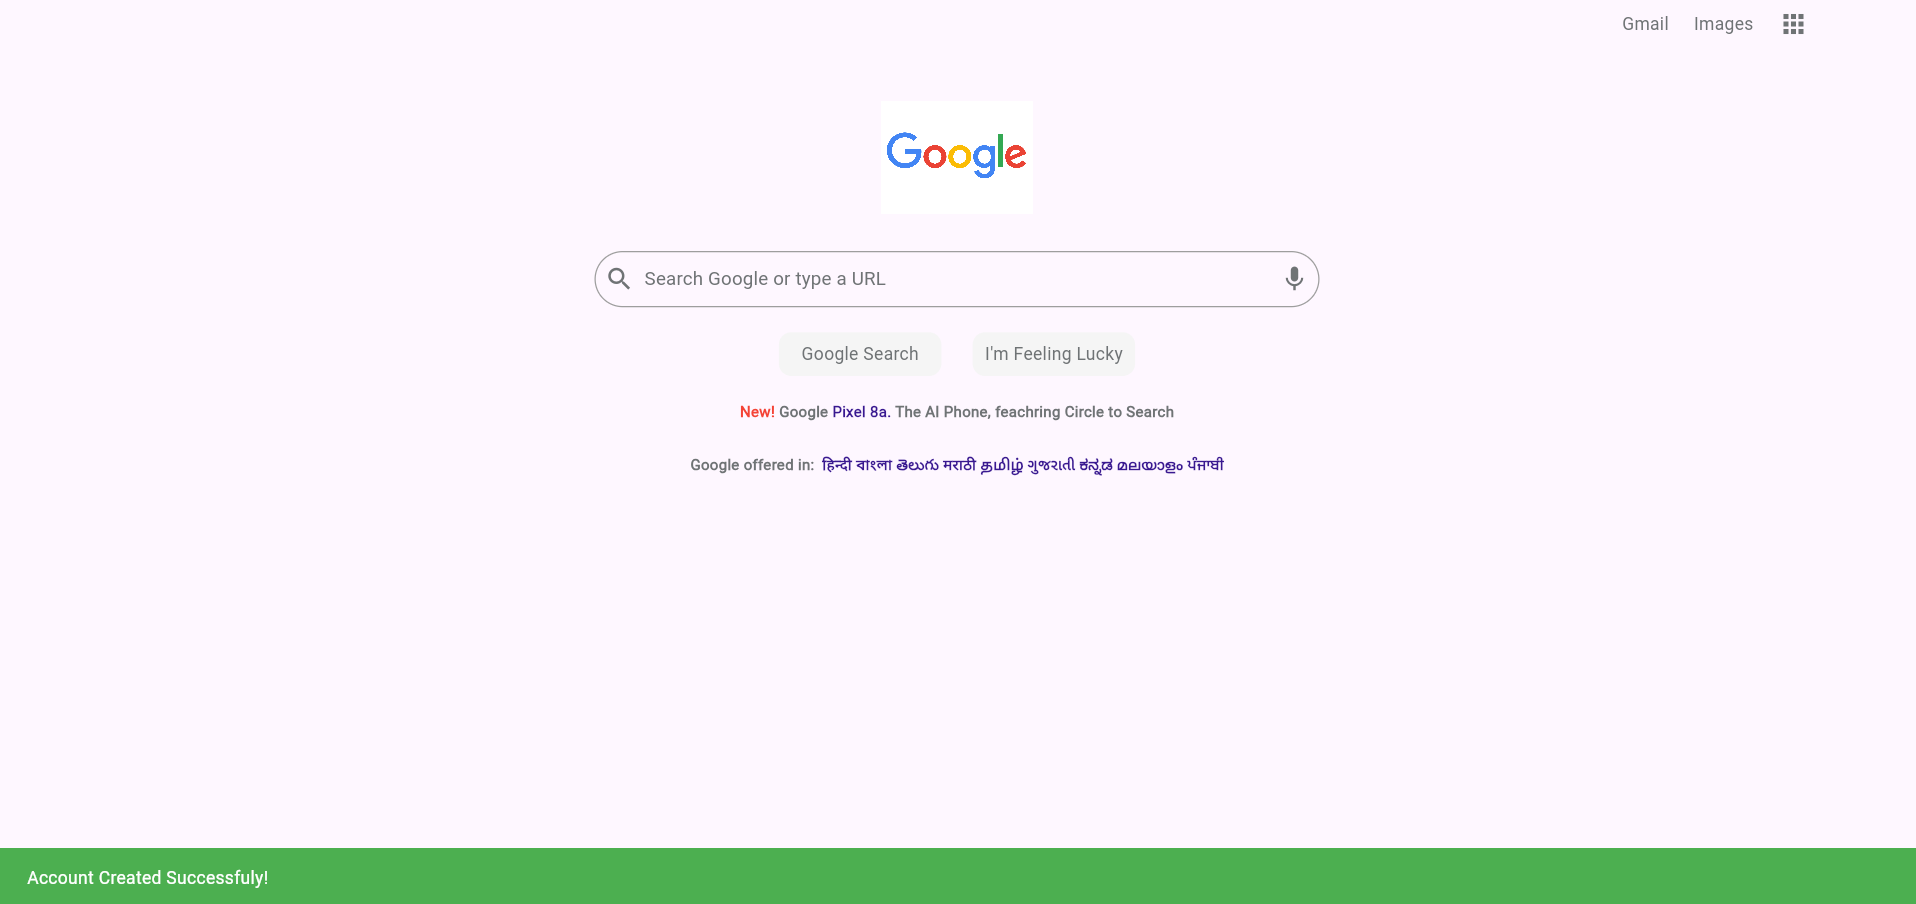 Gmail Images
Google
Search Google or type a URL
Google Search I'm Feeling Lucky
New! Google Pixel 8a. The AI Phone, feachring Circle to Search
Google offered in: हिन्दी বাংলা తెలుగు मराठी தமிழ் ગુજરાતી ಕನ್ನಡ മലയാളം ਪੰਜਾਬੀ
Account Created Successfuly!